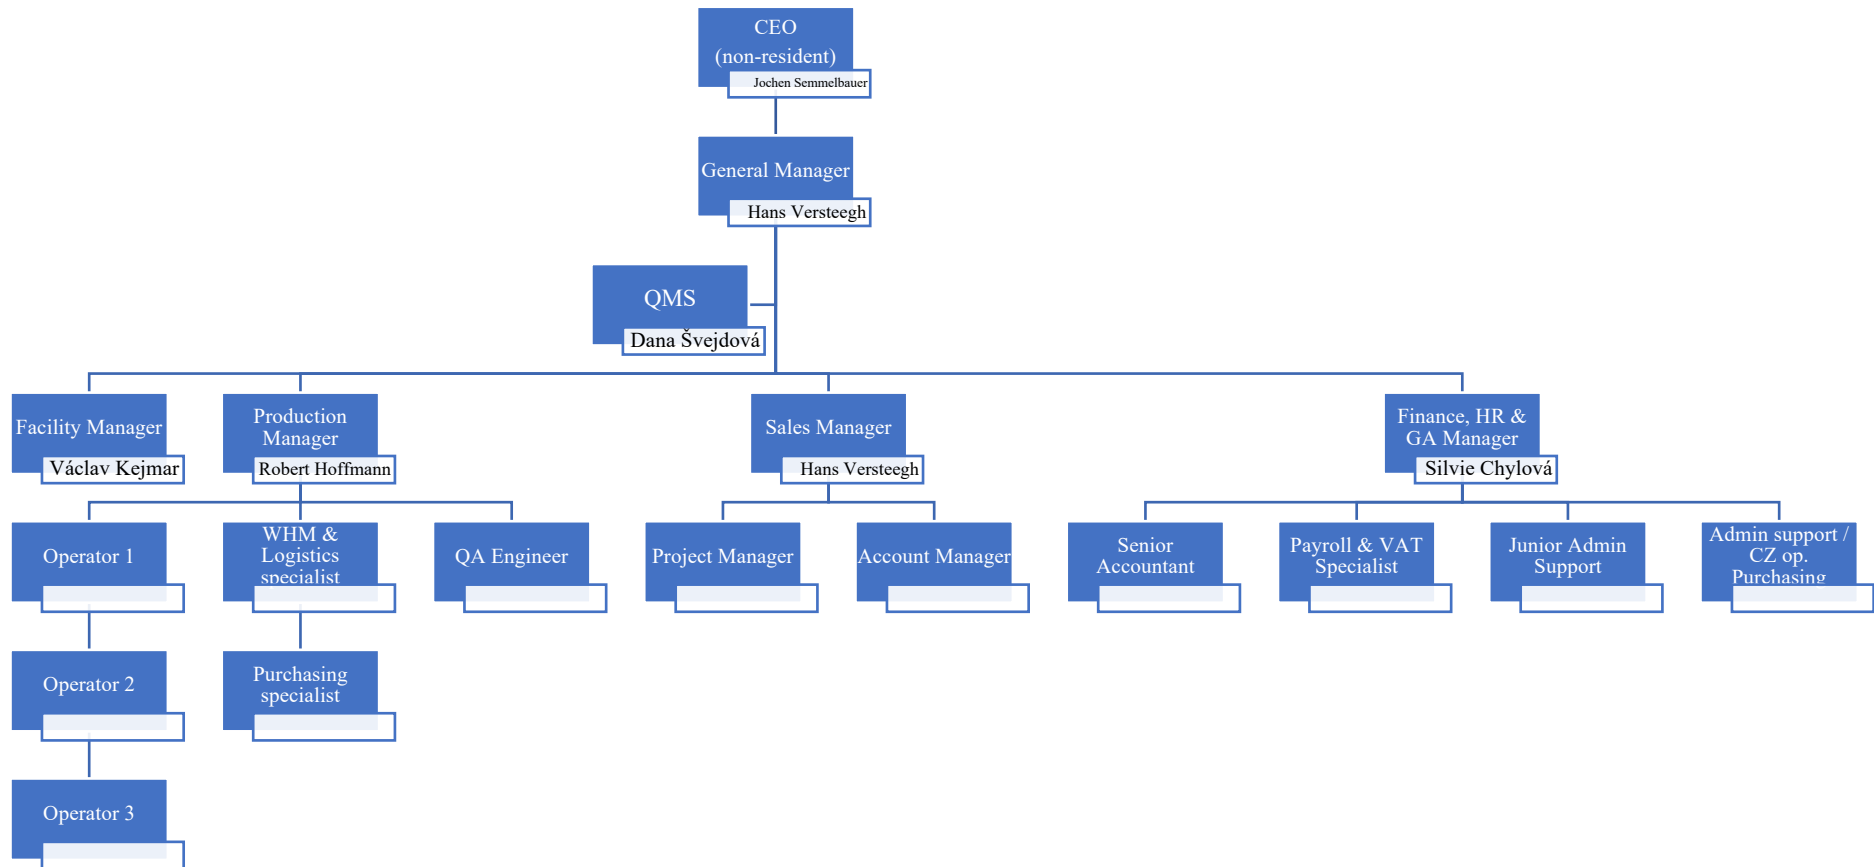 CEO
(non-resident)
Jochen Semmelbauer
General Manager
Hans Versteegh
QMS
Dana Švejdová
Facility Manager
Václav Kejmar
Production
Manager
Robert Hoffmann
Sales Manager
Hans Versteegh
Finance, HR &
GA Manager
Silvie Chylová
Operator 1
WHM &
Logistics
specialist
QA Engineer
Project Manager
Account Manager
Senior
Accountant
Payroll & VAT
Specialist
Junior Admin
Support
Admin support /
CZ op.
Purchasing
Operator 2
Purchasing
specialist
Operator 3